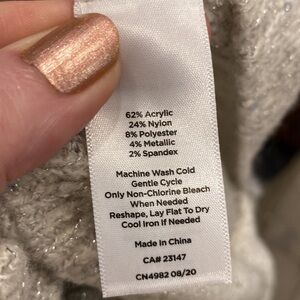 62% Acrylic
24% Nylon
8% Polyester
4% Metallic
2% Spandex
Machine Wash Cold
Gentle Cycle
Only Non-Chlorine Bleach
When Needed
Reshape, Lay Flat To Dry
Cool Iron if Needed
Made In China
CA# 23147
CN4982 08/20